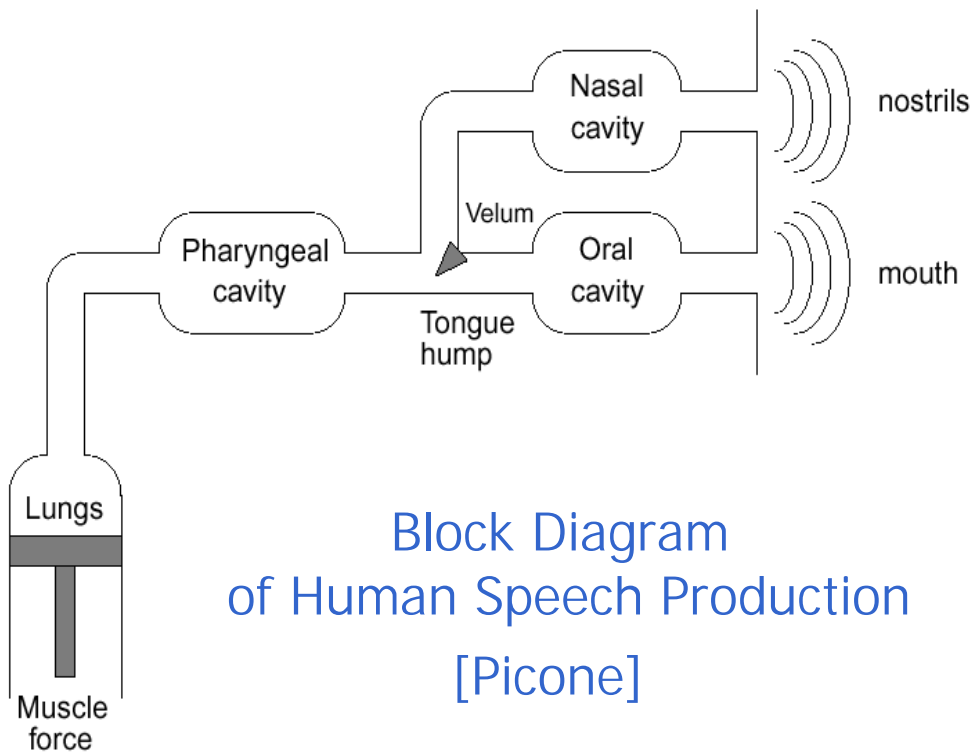 Nasal
cavity
nostrils
Velum
Pharyngeal
cavity
Oral
cavity
mouth
Tongue
hump
Lungs
Muscle
force
Block Diagram
of Human Speech Production
[Picone]